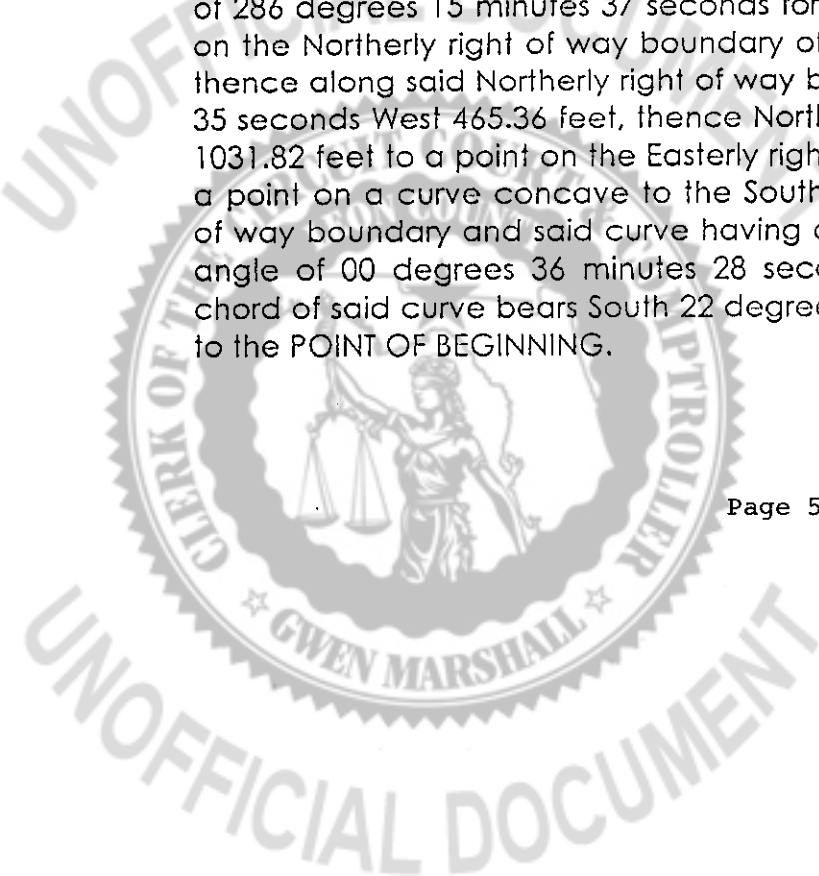 of 286 degrees 15 minutes 37 seconds for
on the Northerly right of way boundary of
thence along said Northerly right of way b
35 seconds West 465.36 feet, thence North
1031.82 feet to a point on the Easterly righ
a point on a curve concave to the South
of way boundary and said curve having a
angle of 00 degrees 36 minutes 28 sec
chord of said curve bears South 22 degree
to the POINT OF BEGINNING.
Page 5
CLERK OF THE
COUNTY
GWEN MARSHALL
UNOFFICIAL DOCUMENT